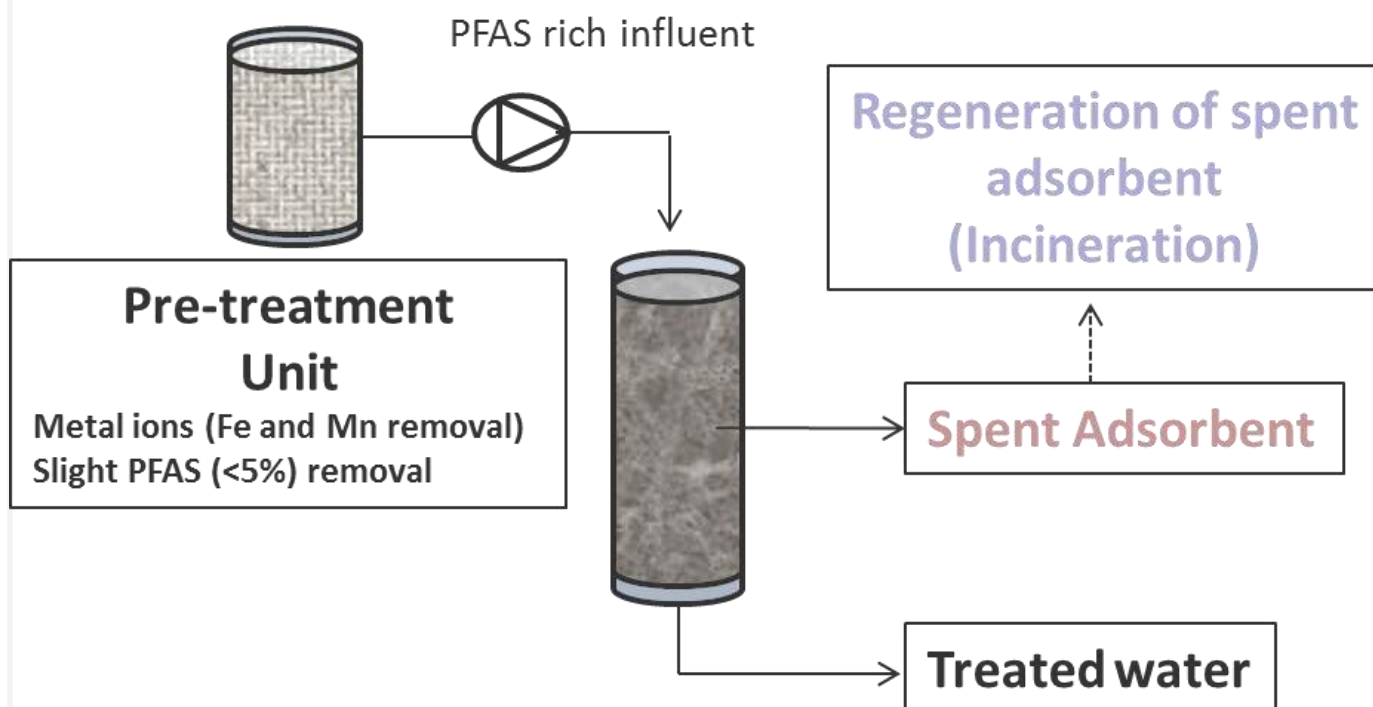 PFAS rich influent
Regeneration of spent
adsorbent
(Incineration)
Pre-treatment
Unit
Metal ions (Fe and Mn removal)
Slight PFAS (<5%) removal
Spent Adsorbent
Treated water